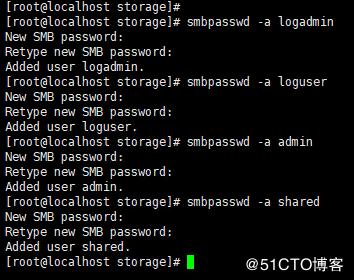 [root@localhost storage]#
[root@localhost storage]# smbpasswd -a logadmin
New SMB password:
Retype new SMB password:
Added user logadmin.
[root@localhost storage]# smbpasswd -a loguser
New SMB password:
Retype new SMB password:
Added user loguser.
[root@localhost storage]# smbpasswd -a admin
New SMB password:
Retype new SMB password:
Added user admin.
[root@localhost storage]# smbpasswd -a shared
New SMB password:
Retype new SMB password:
Added user shared.
[root@localhost storage]#
@51CTO博客